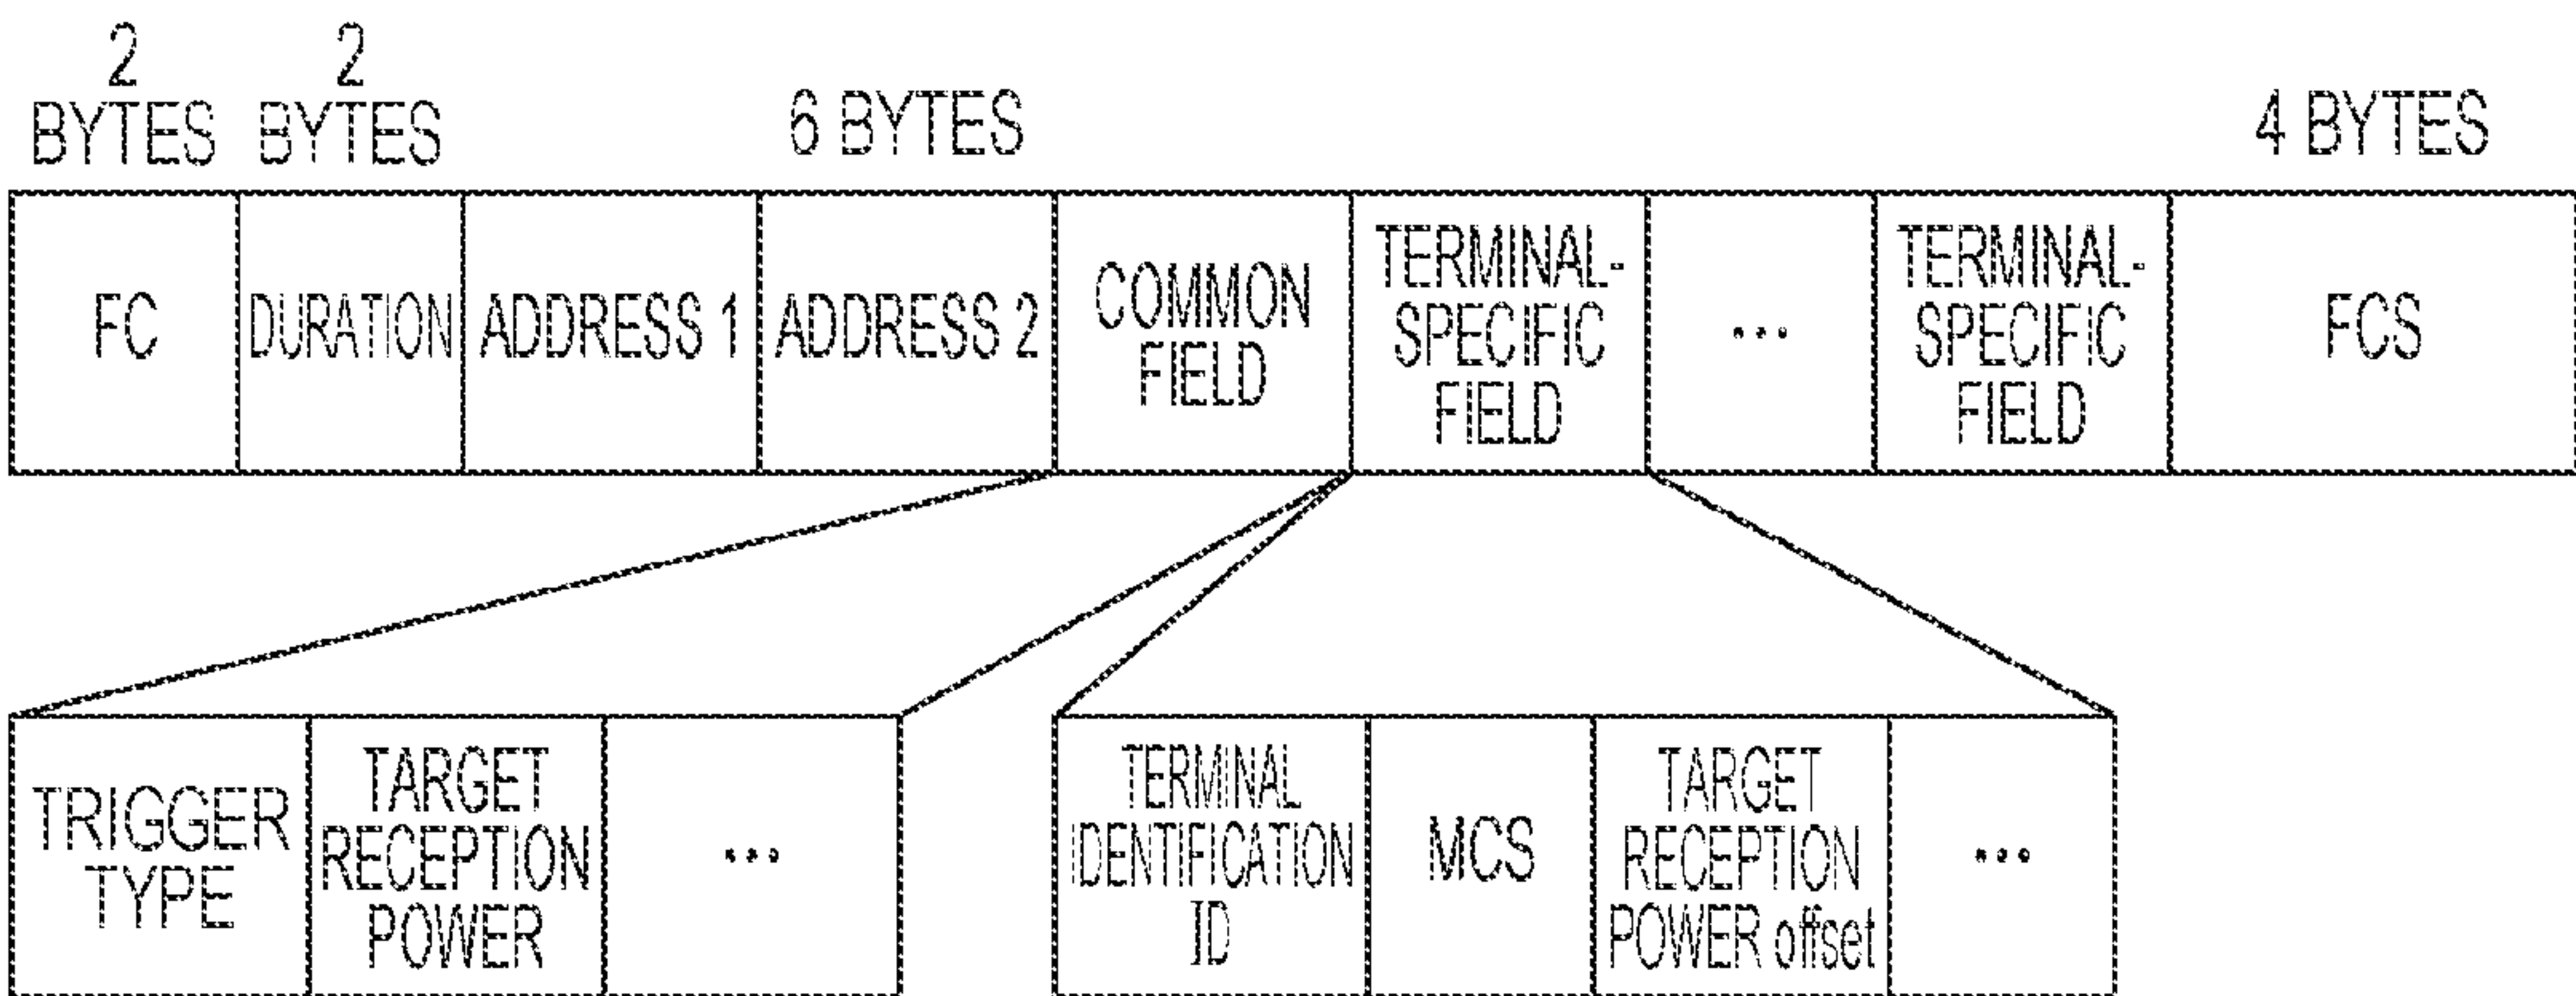 2
BYTES
2
BYTES
6 BYTES
4 BYTES
FC
DURATION
ADDRESS 1
ADDRESS 2
COMMON
FIELD
TERMINAL-
SPECIFIC
FIELD
...
TERMINAL-
SPECIFIC
FIELD
FCS
TRIGGER
TYPE
TARGET
RECEPTION
POWER
...
TERMINAL
IDENTIFICATION
ID
MCS
TARGET
RECEPTION
POWER offset
...